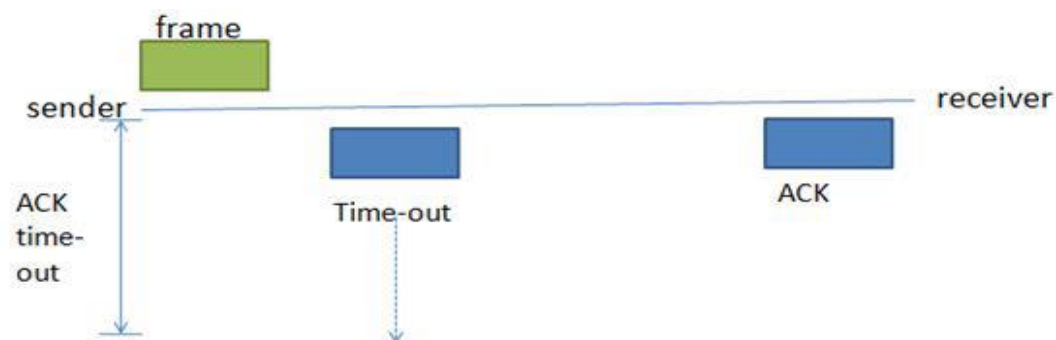 frame
sender
receiver
ACK
time-
out
Time-out
ACK